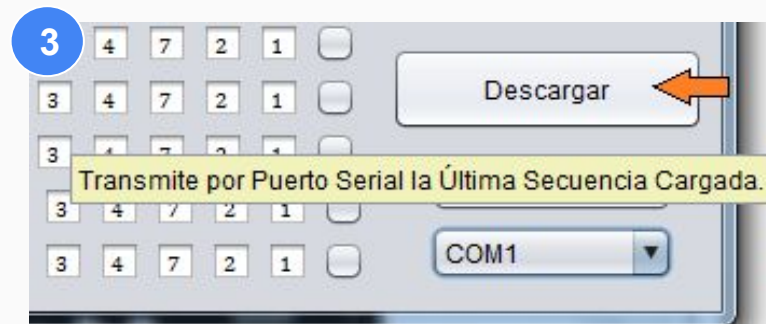 3
4 7 2 1
3 4 7 2 1
Descargar
3
Transmite por Puerto Serial la Última Secuencia Cargada.
3 4 7 2 1
3 4 7 2 1
COM1